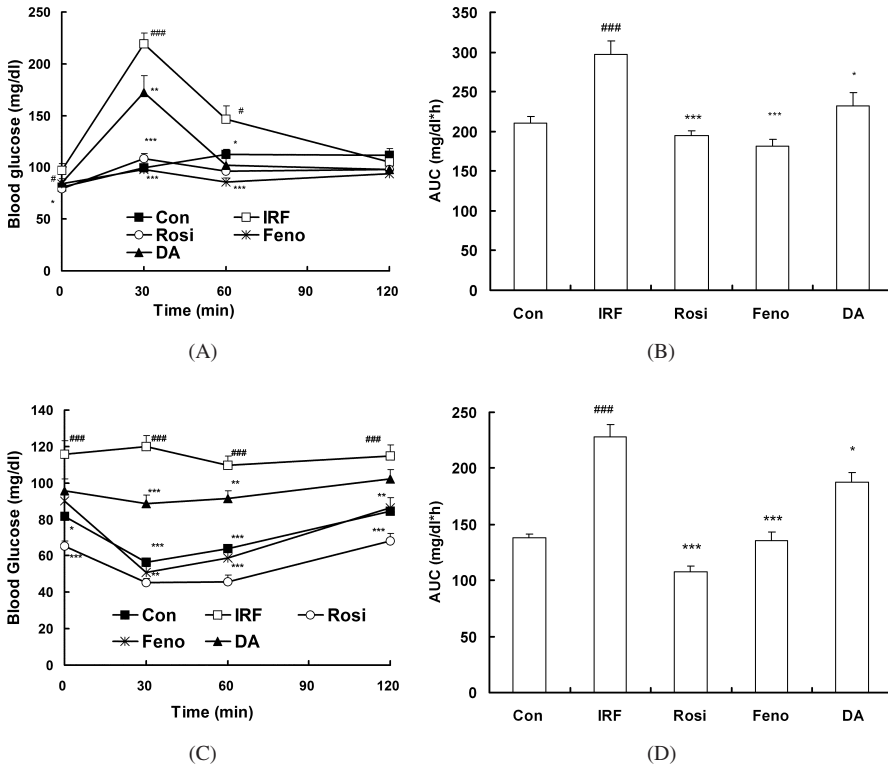 250
200
150
100
50
0
Blood glucose (mg/dl)
###
**
#
***
*
#
***
***
*
Con
IRF
Rosi
Feno
DA
0 30 60 90 120
Time (min)
(A)
350
300
250
200
150
100
50
0
AUC (mg/dl*h)
###
***
***
*
Con IRF Rosi Feno DA
(B)
140
120
100
80
60
40
20
0
Blood Glucose (mg/dl)
###
###
###
###
***
**
**
*
***
***
***
***
**
***
Con IRF Rosi
Feno DA
0 30 60 90 120
Time (min)
(C)
250
200
150
100
50
0
AUC (mg/dl*h)
###
***
***
*
Con IRF Rosi Feno DA
(D)